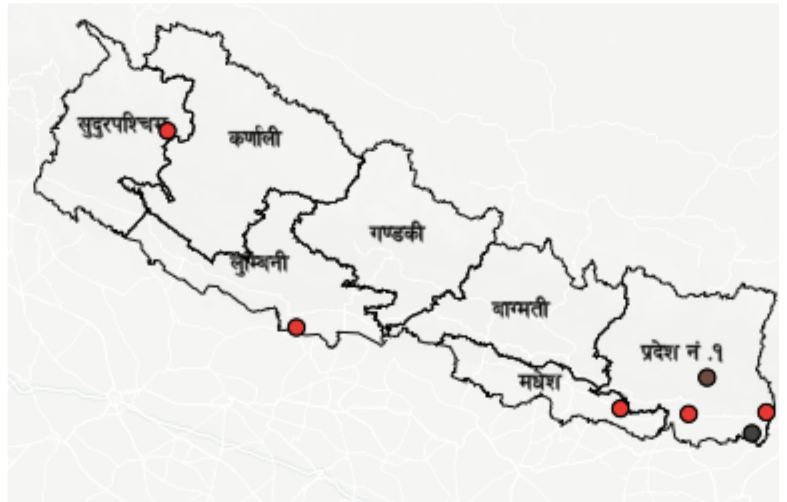 सुदुरपश्चिम
कर्णाली
गण्डकी
लुम्बिनी
बाग्मती
प्रदेश नं .१
मधेश